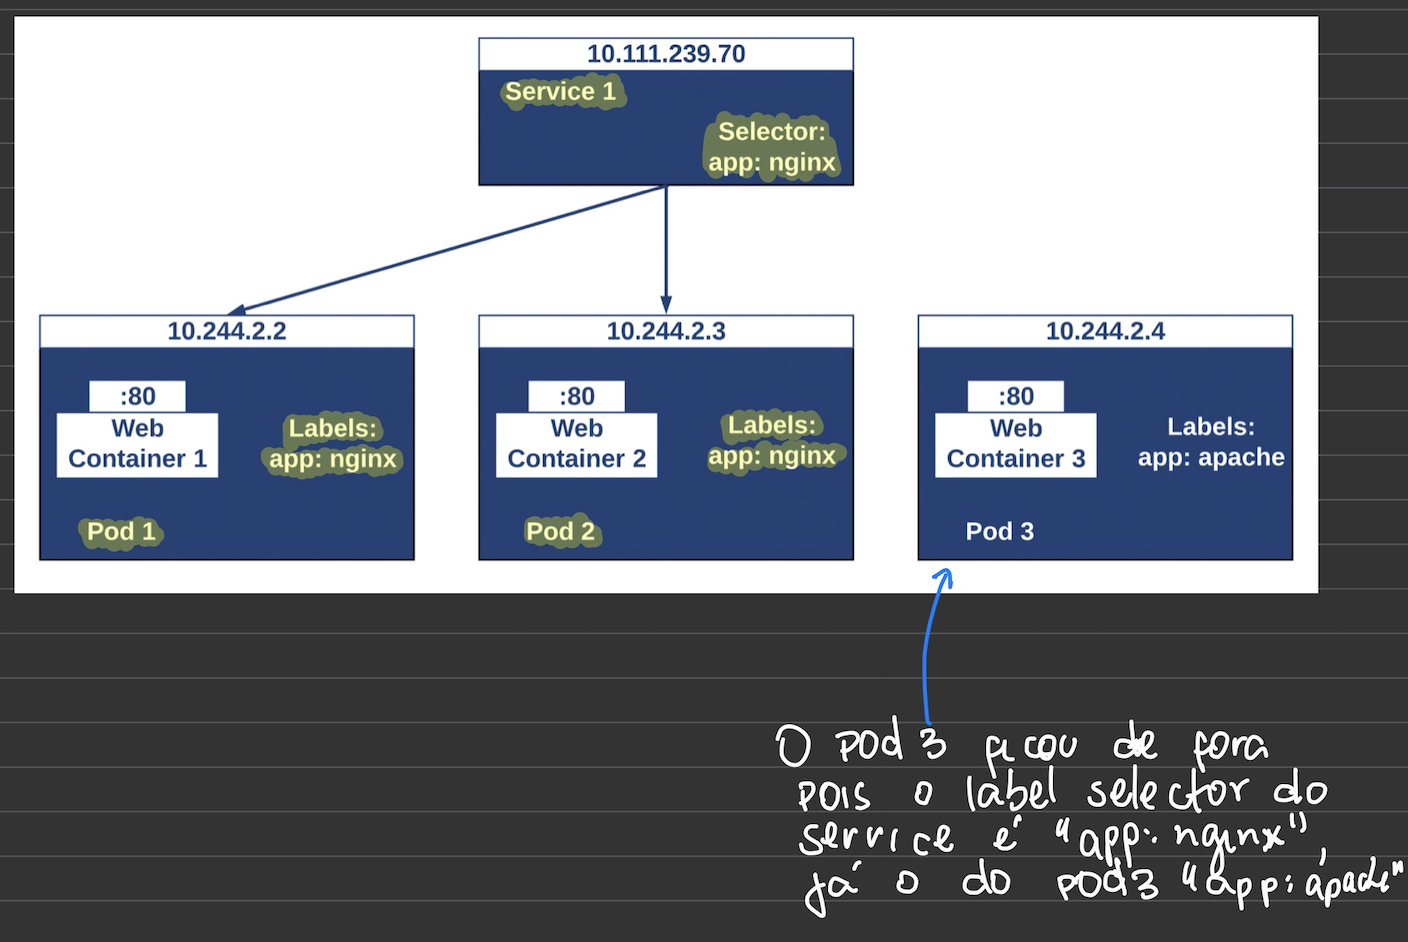 10.111.239.70
Service 1
Selector:
app: nginx
10.244.2.2
:80
Web
Container 1
Labels:
app: nginx
Pod 1
10.244.2.3
:80
Web
Container 2
Labels:
app: nginx
Pod 2
10.244.2.4
:80
Web
Container 3
Labels:
app: apache
Pod 3
O pod 3 ficou de fora
pois o label selector do
service é "app: nginx",
já o do pod3 "app: apache"